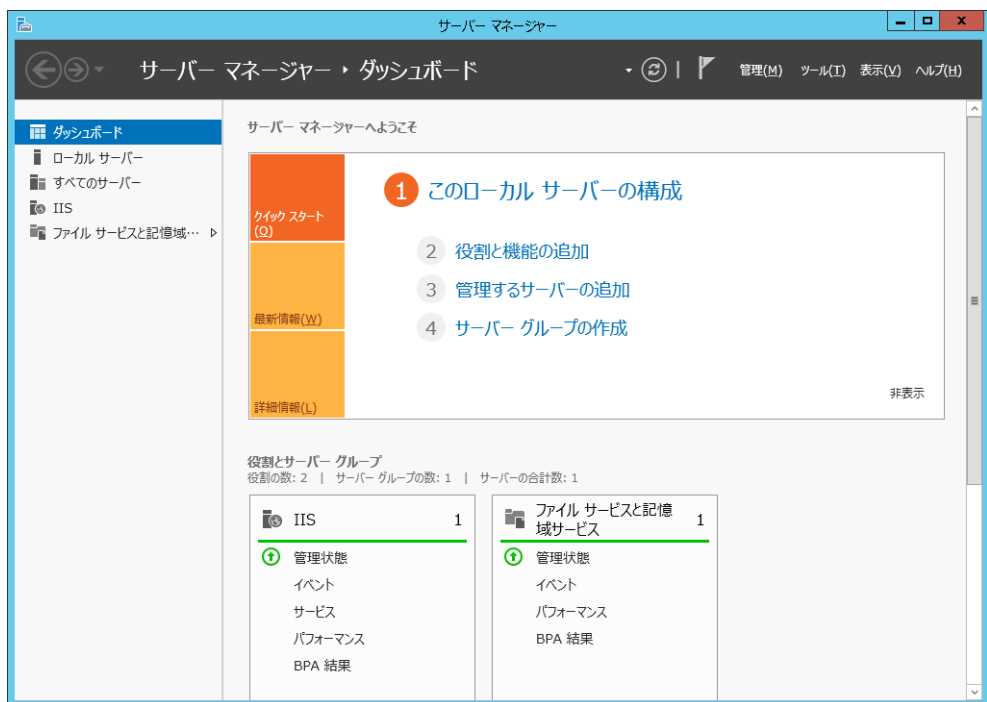 サーバー マネージャー
サーバー マネージャー ・ ダッシュボード
管理(M) ツール(T) 表示(V) ヘルプ(H)
ダッシュボード
ローカル サーバー
すべてのサーバー
IIS
ファイル サービスと記憶域…
サーバー マネージャーへようこそ
クイック スタート
(Q)
最新情報(W)
詳細情報(L)
1 このローカル サーバーの構成
2 役割と機能の追加
3 管理するサーバーの追加
4 サーバー グループの作成
非表示
役割とサーバー グループ
役割の数: 2 | サーバー グループの数: 1 | サーバーの合計数: 1
IIS 1
管理状態
イベント
サービス
パフォーマンス
BPA 結果
ファイル サービスと記憶
域サービス 1
管理状態
イベント
パフォーマンス
BPA 結果